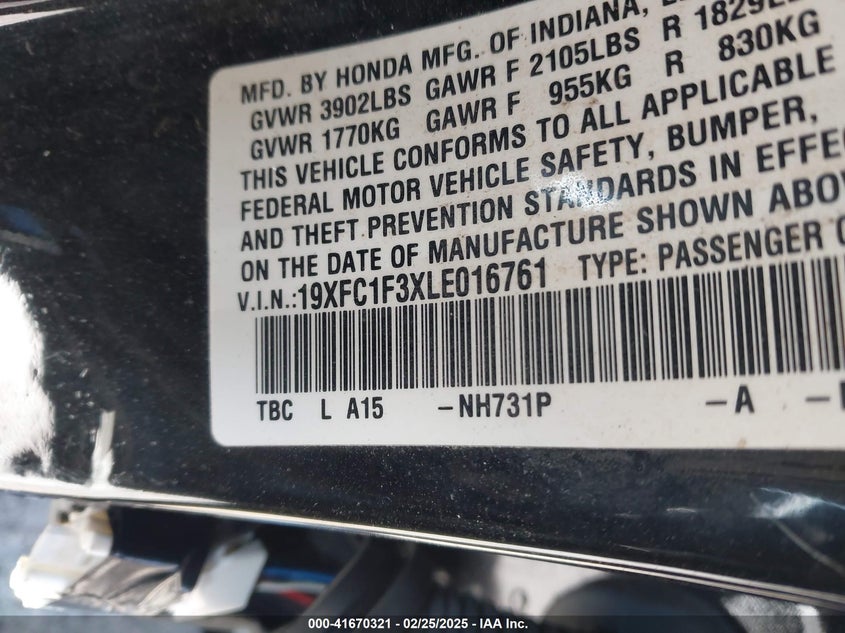 MFD. BY HONDA MFG. OF INDIANA,
GVWR 3902LBS GAWR F 2105LBS R
GVWR 1770KG GAWR F 955KG R 830KG
THIS VEHICLE CONFORMS TO ALL APPLICABLE
FEDERAL MOTOR VEHICLE SAFETY, BUMPER,
AND THEFT PREVENTION STANDARDS IN EFFEC
ON THE DATE OF MANUFACTURE SHOWN ABO
V.I.N.:19XFC1F3XLE016761 TYPE: PASSENGER
TBC L A15 -NH731P -A -
000-41670321 / 02/25/2025 - IAA Inc.